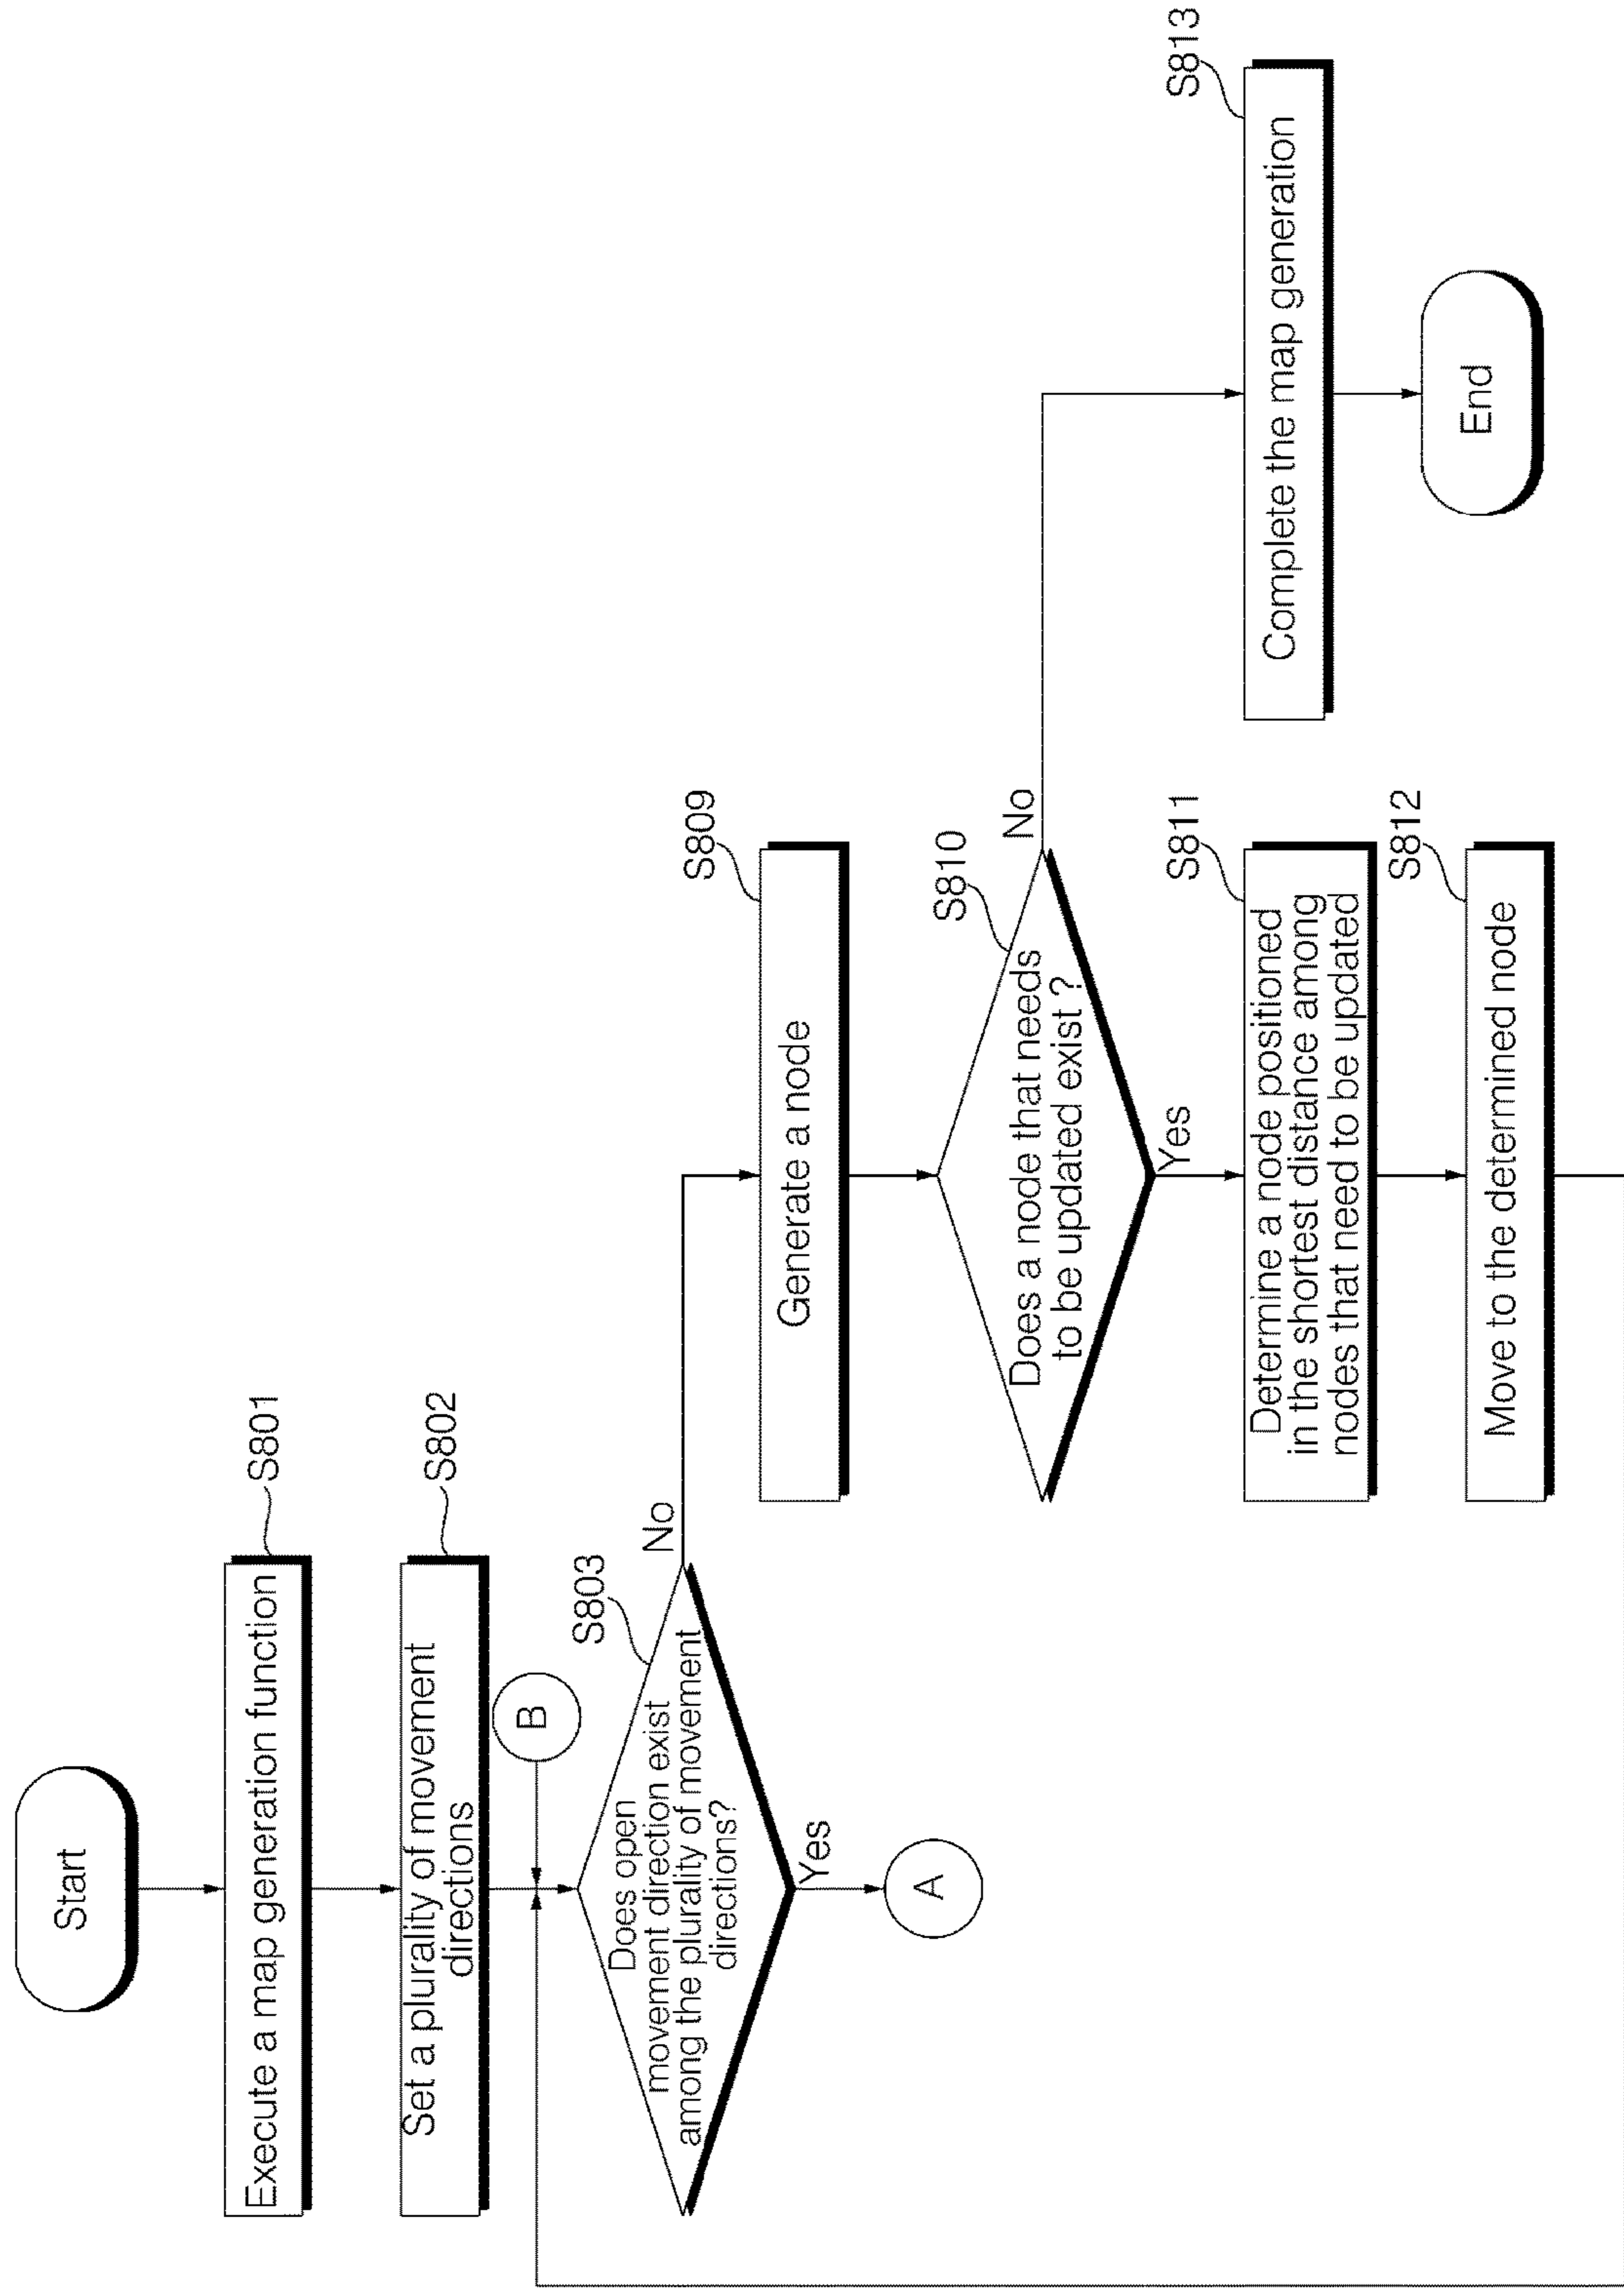 Start
Execute a map generation function
S801
Set a plurality of movement
directions
S802
B
Does open
movement direction exist
among the plurality of movement
directions?
S803
No
Yes
A
Generate a node
S809
Does a node that needs
to be updated exist ?
S810
No
Yes
Determine a node positioned
in the shortest distance among
nodes that need to be updated
S811
Move to the determined node
S812
Complete the map generation
S813
End